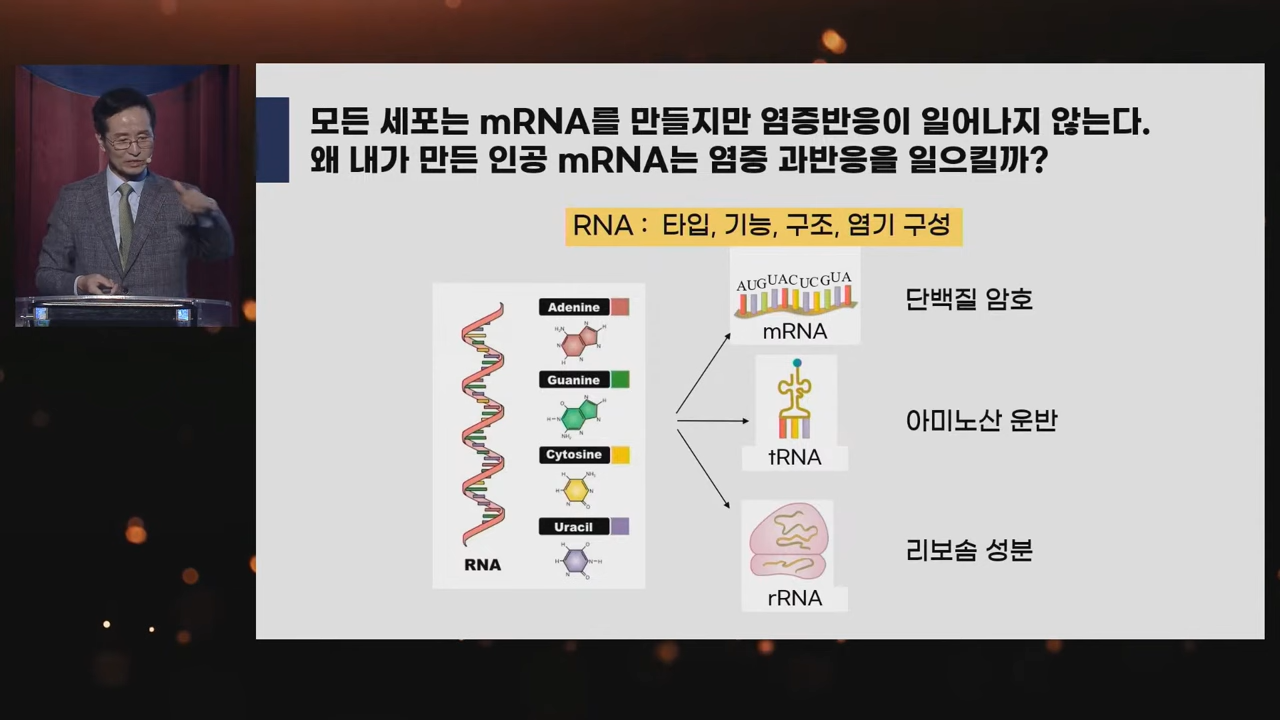 모든 세포는 mRNA를 만들지만 염증반응이 일어나지 않는다.
왜 내가 만든 인공 mRNA는 염증 과반응을 일으킬까?
RNA : 타입, 기능, 구조, 염기 구성
RNA
Adenine
Guanine
Cytosine
Uracil
AUGUACUCGUA
mRNA
단백질 암호
tRNA
아미노산 운반
rRNA
리보솜 성분